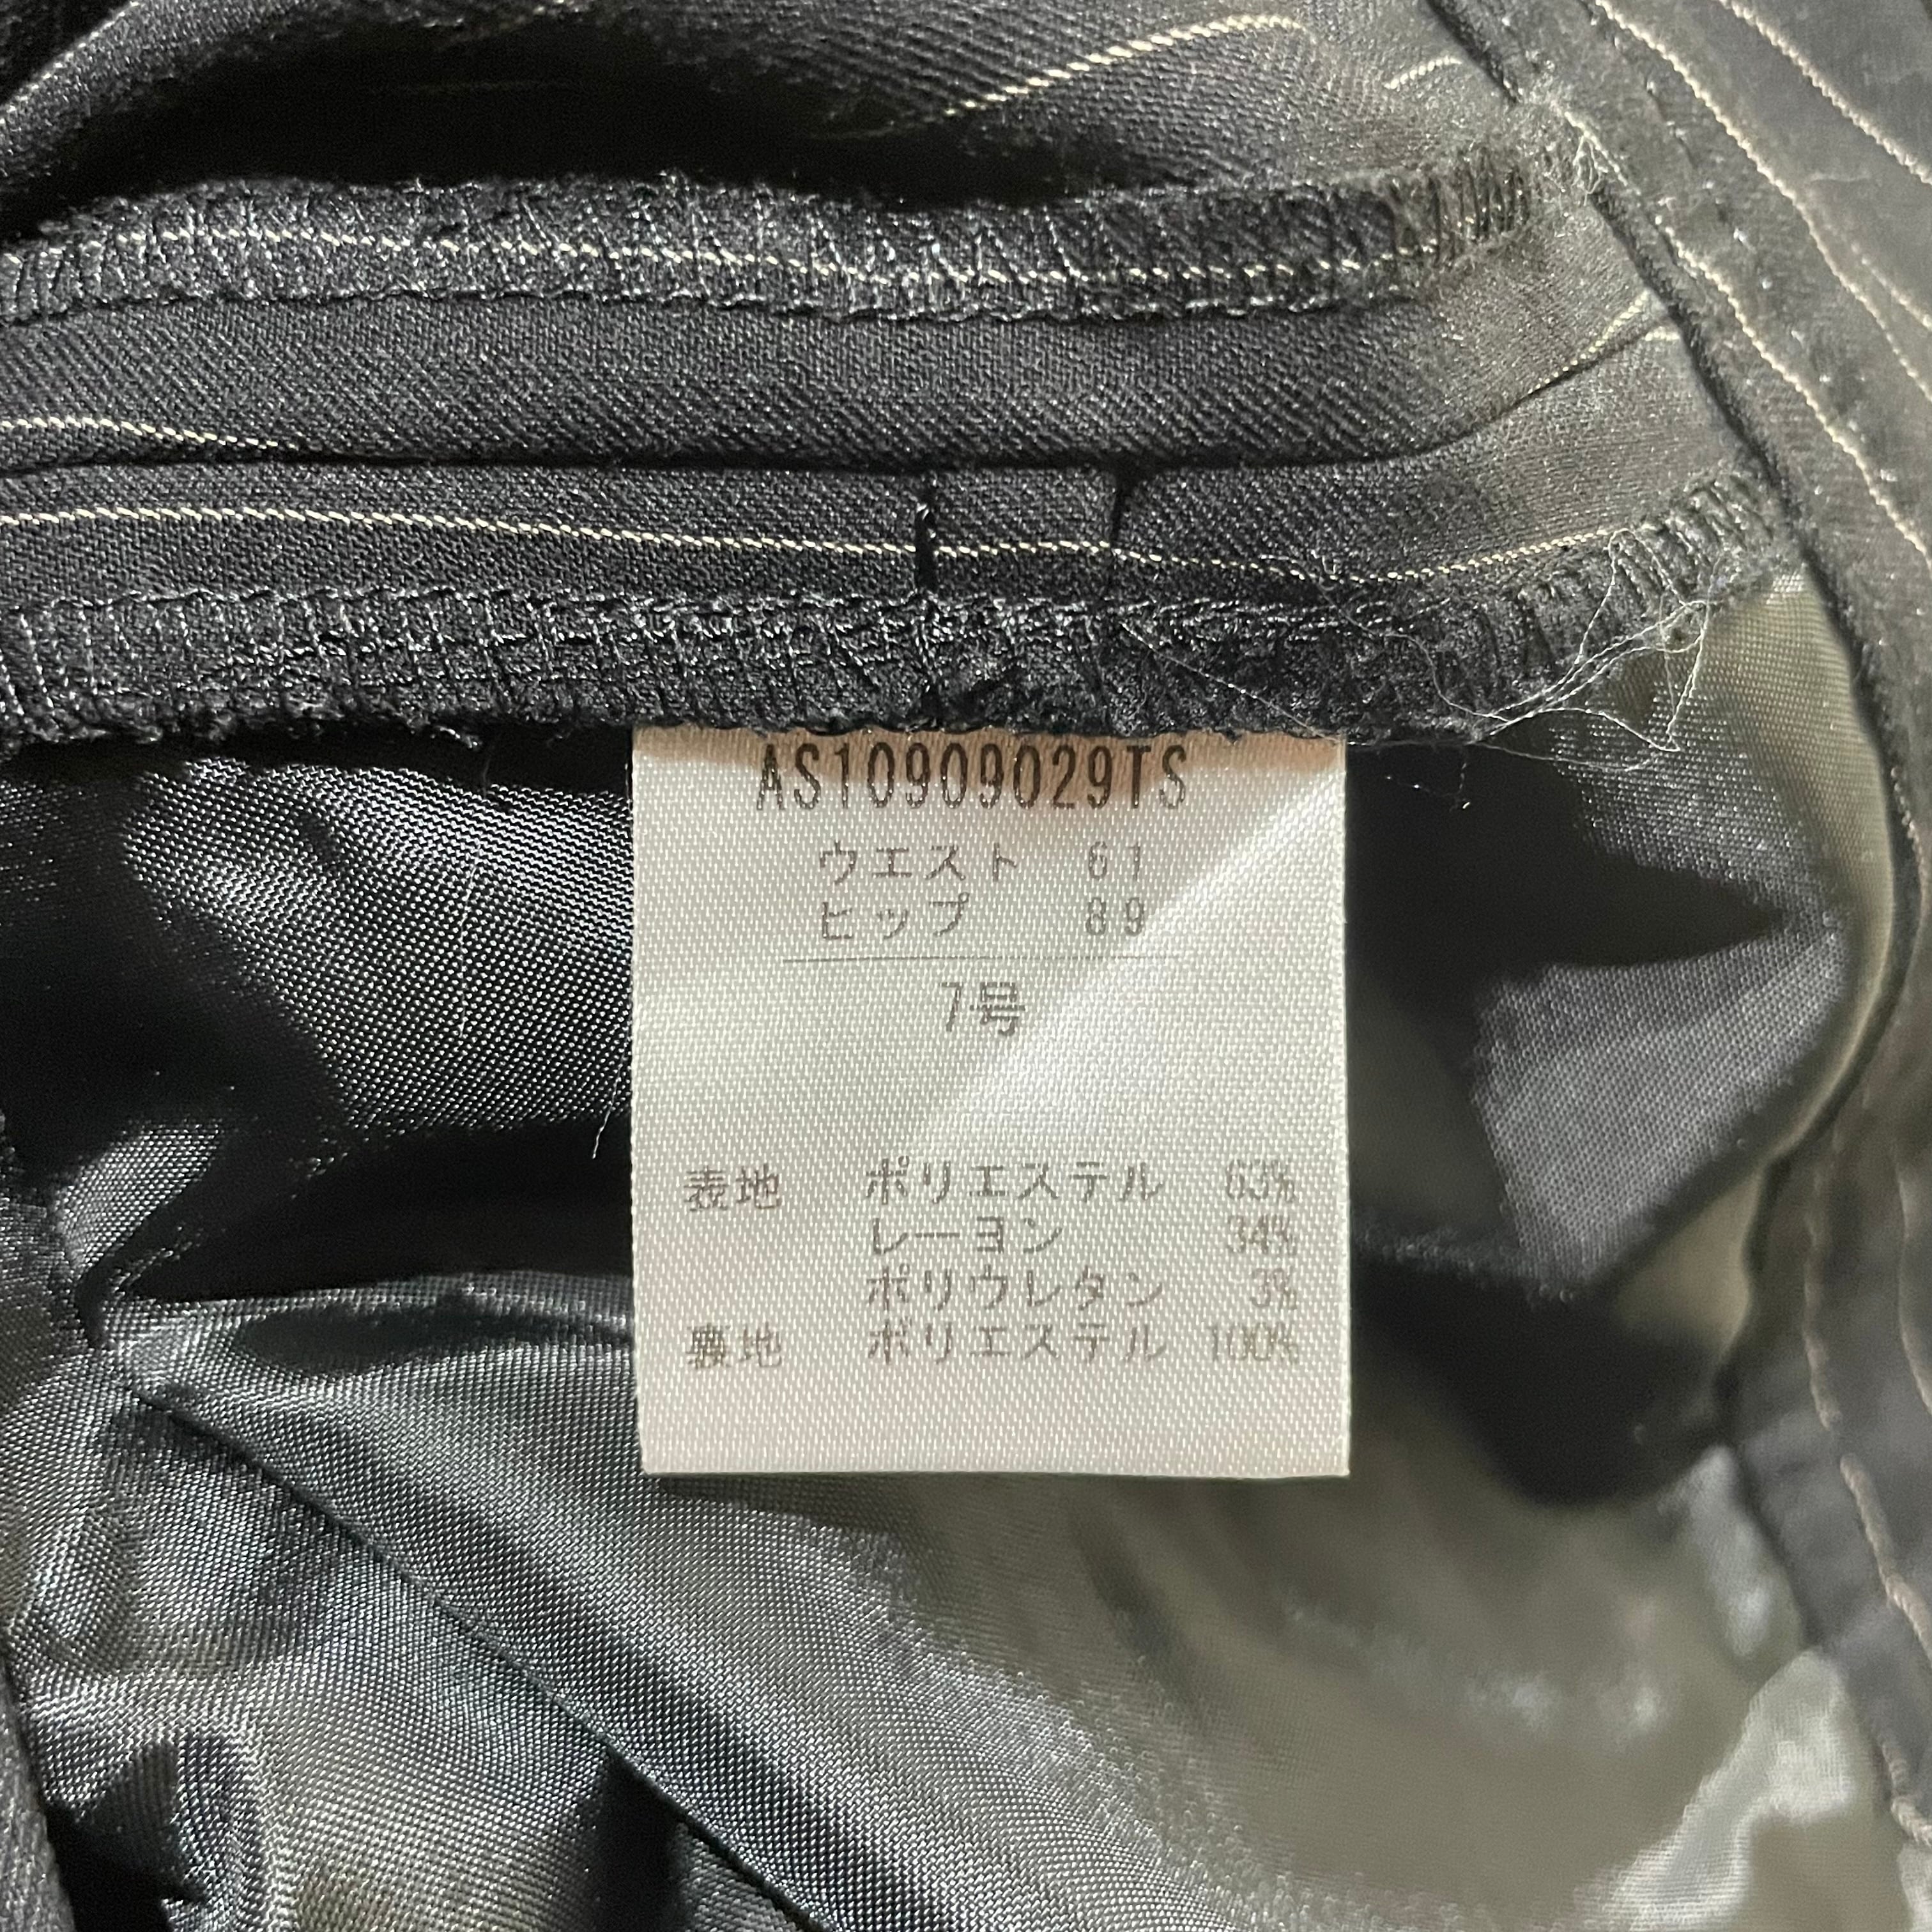 AS10909029TS
ウエスト 61
ヒップ 89
7号
表地 ポリエステル 63%
レーヨン 34%
ポリウレタン 3%
裏地 ポリエステル 100%